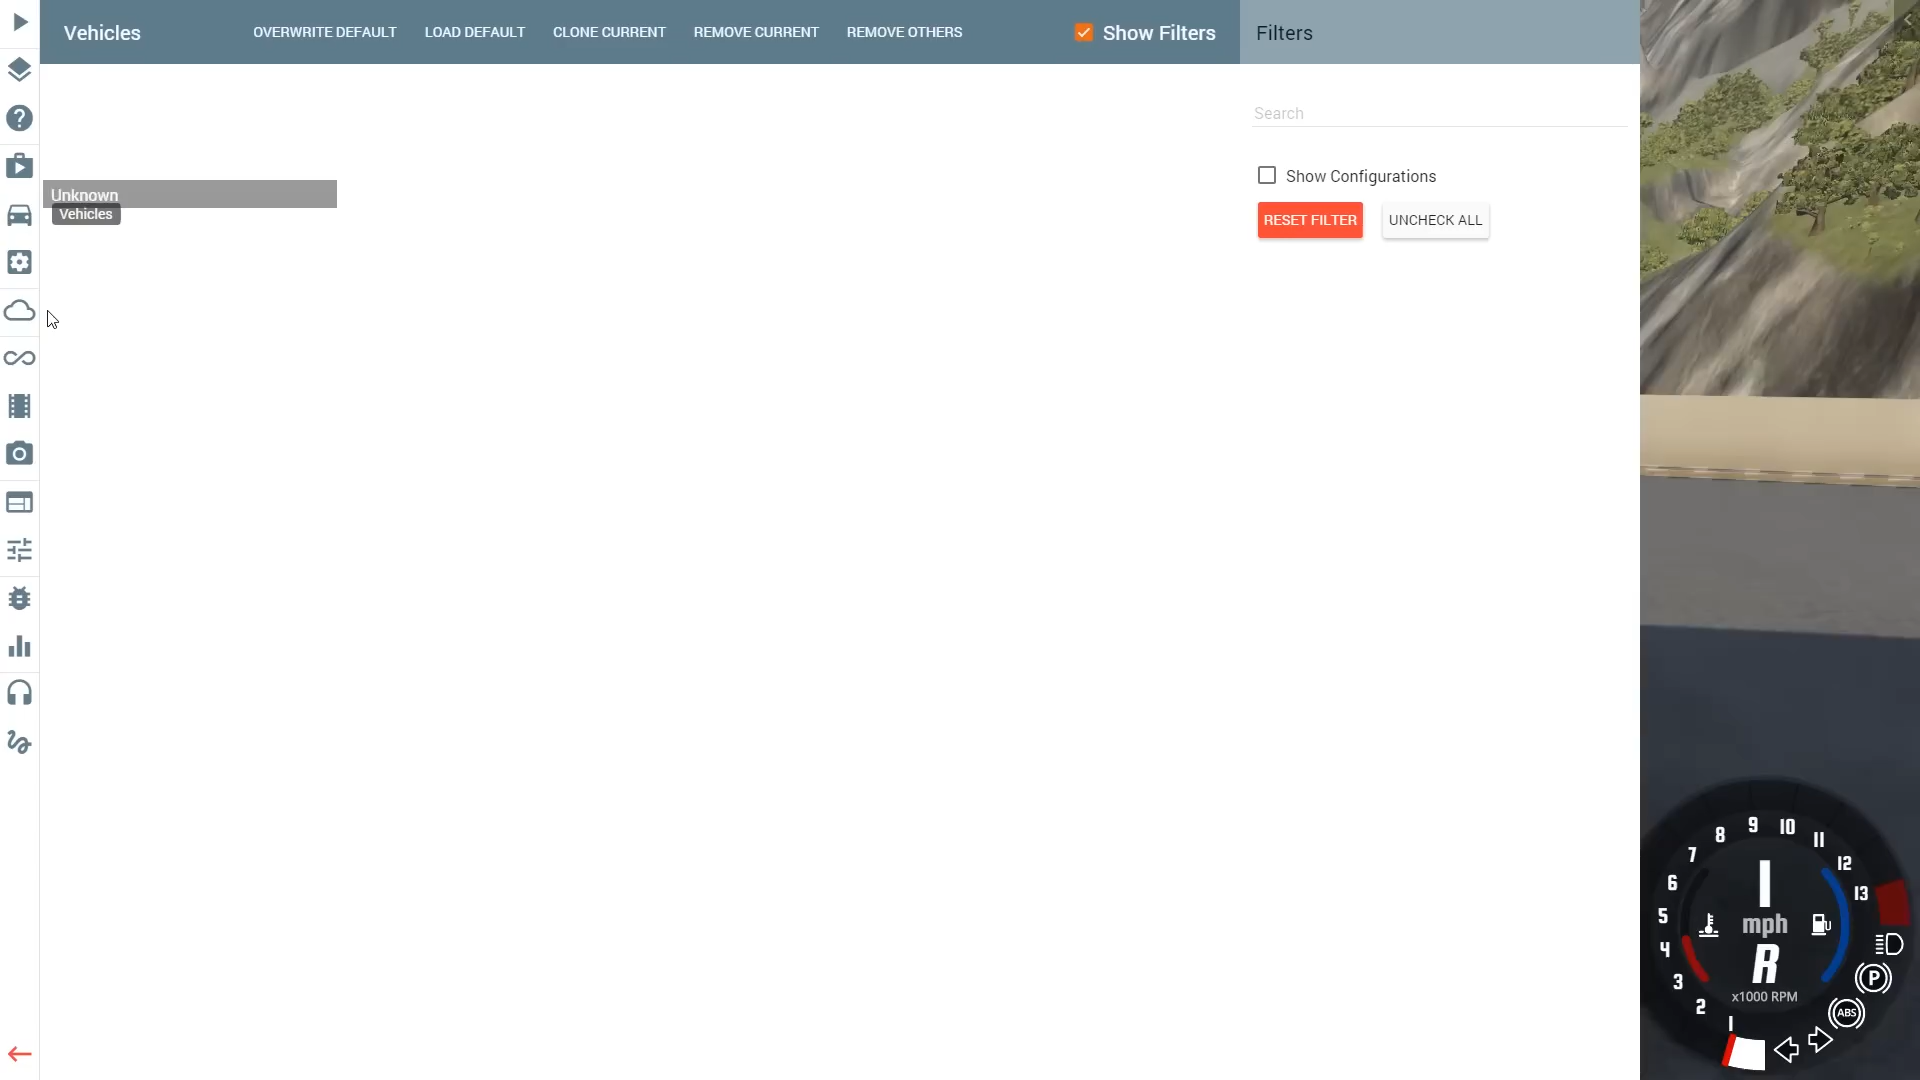 Vehicles
OVERWRITE DEFAULT
LOAD DEFAULT
CLONE CURRENT
REMOVE CURRENT
REMOVE OTHERS
Show Filters
Filters
Search
Unknown
Vehicles
Show Configurations
RESET FILTER
UNCHECK ALL
1
2
3
4
5
6
7
8
9
10
11
12
13
1
mph
R
x1000 RPM
P
ABS